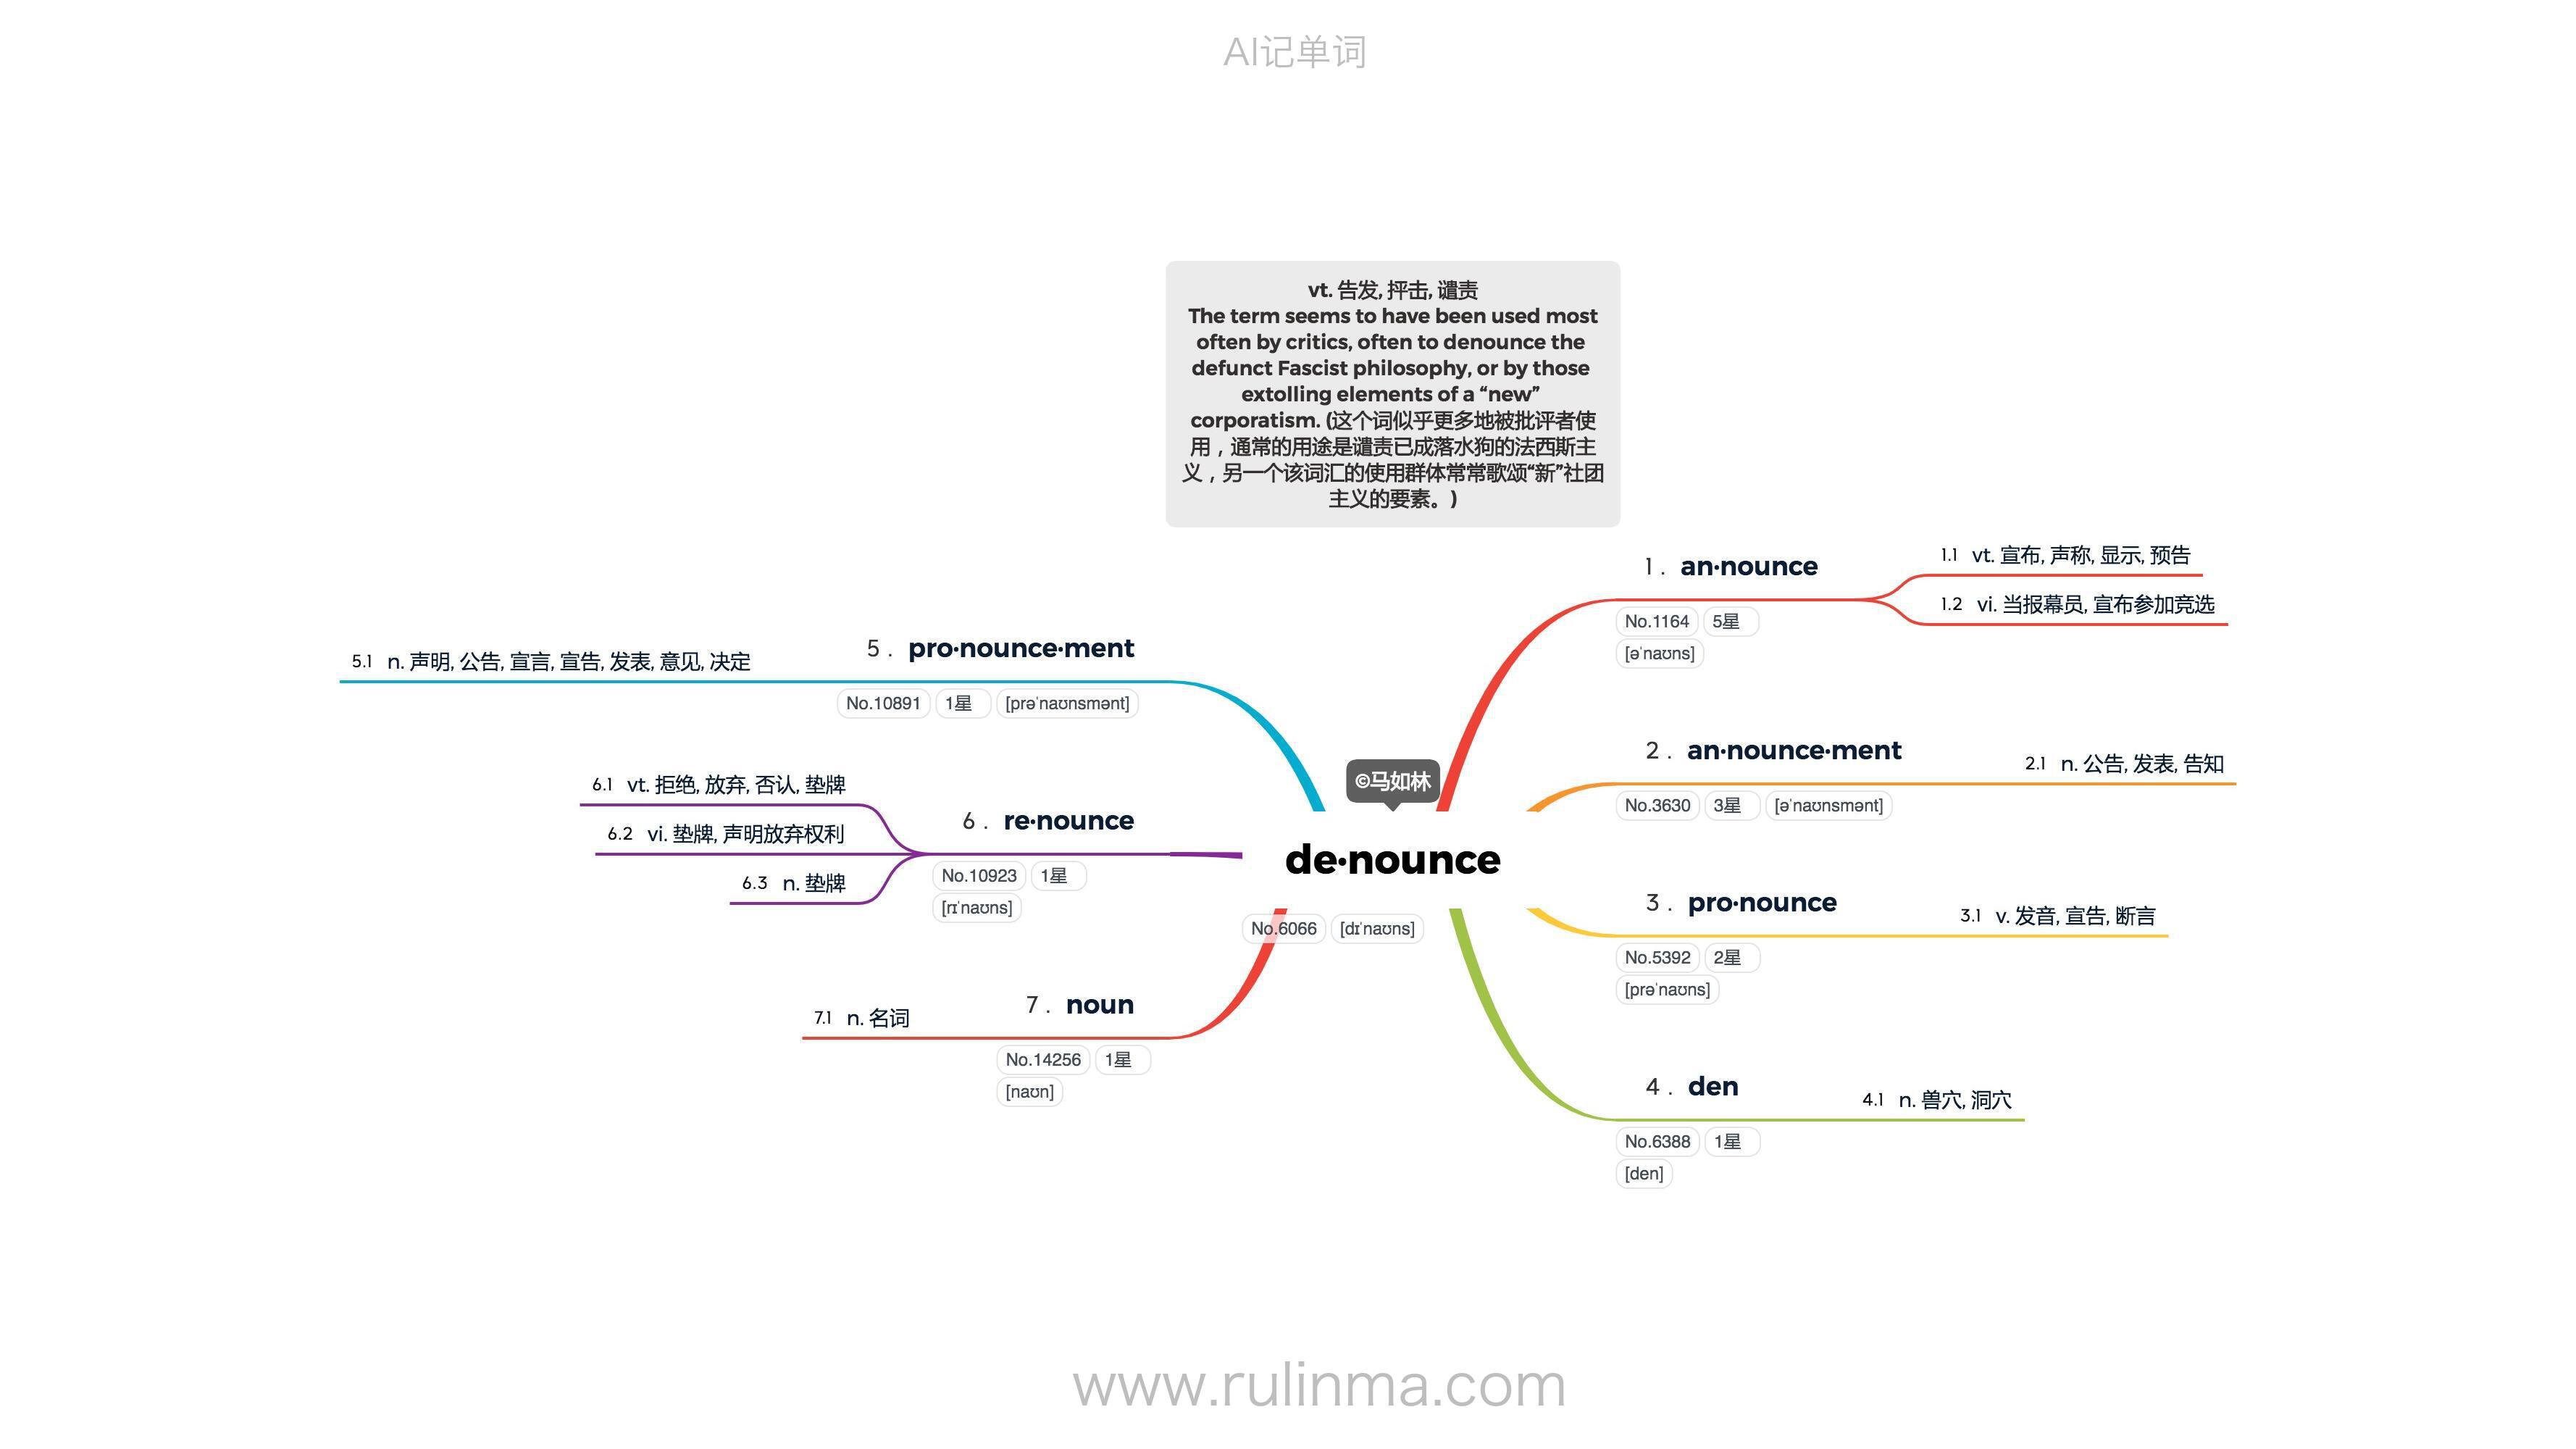 AI记单词
vt. 告发, 抨击, 谴责
The term seems to have been used most
often by critics, often to denounce the
defunct Fascist philosophy, or by those
extolling elements of a “new”
corporatism. (这个词似乎更多地被批评者使
用，通常的用途是谴责已成落水狗的法西斯主
义，另一个该词汇的使用群体常常歌颂“新”社团
主义的要素。)
©马如林
de·nounce
No.6066 [dɪˈnaʊns]
1. an·nounce
No.1164 5星
[əˈnaʊns]
1.1 vt. 宣布, 声称, 显示, 预告
1.2 vi. 当报幕员, 宣布参加竞选
2. an·nounce·ment
No.3630 3星 [əˈnaʊnsmənt]
2.1 n. 公告, 发表, 告知
3. pro·nounce
No.5392 2星
[prəˈnaʊns]
3.1 v. 发音, 宣告, 断言
4. den
No.6388 1星
[den]
4.1 n. 兽穴, 洞穴
5. pro·nounce·ment
No.10891 1星 [prəˈnaʊnsmənt]
5.1 n. 声明, 公告, 宣言, 宣告, 发表, 意见, 决定
6. re·nounce
No.10923 1星
[rɪˈnaʊns]
6.1 vt. 拒绝, 放弃, 否认, 垫牌
6.2 vi. 垫牌, 声明放弃权利
6.3 n. 垫牌
7. noun
No.14256 1星
[naʊn]
7.1 n. 名词
www.rulinma.com